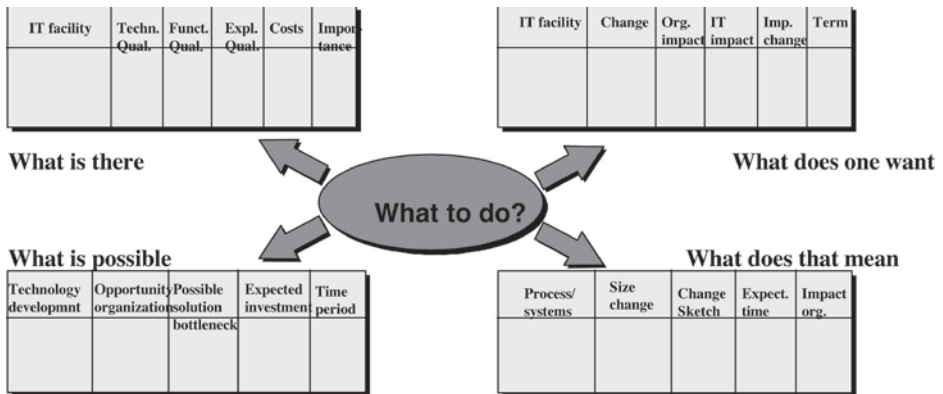 IT facility
Techn.
Qual.
Funct.
Qual.
Expl.
Qual.
Costs
Impor-
tance
IT facility
Change
Org.
impact
IT
impact
Imp.
change
Term
What is there
What does one want
What to do?
What is possible
What does that mean
Technology
developmnt
Opportunity
organization
Possible
solution
bottleneck
Expected
investment
Time
period
Process/
systems
Size
change
Change
Sketch
Expect.
time
Impact
org.